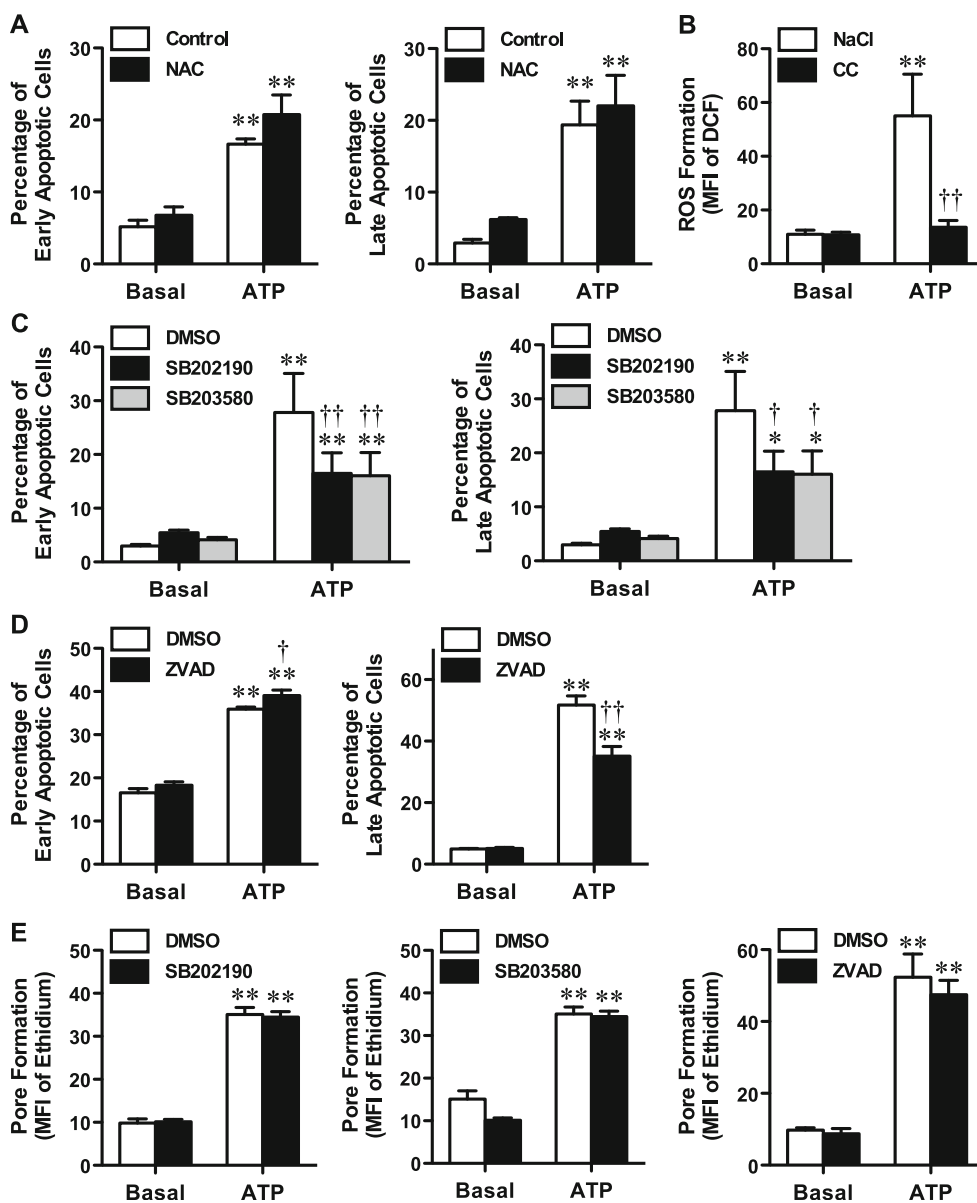 A
Percentage of
Early Apoptotic Cells
30
20
10
0
Control
NAC
**
**
Basal
ATP
Percentage of
Late Apoptotic Cells
30
20
10
0
Control
NAC
**
**
Basal
ATP
B
ROS Formation
(MFI of DCF)
80
60
40
20
0
NaCl
CC
**
††
Basal
ATP
C
Percentage of
Early Apoptotic Cells
40
30
20
10
0
DMSO
SB202190
SB203580
**
††
**
††
**
Basal
ATP
Percentage of
Late Apoptotic Cells
40
30
20
10
0
DMSO
SB202190
SB203580
**
†
*
†
*
Basal
ATP
D
Percentage of
Early Apoptotic Cells
50
40
30
20
10
0
DMSO
ZVAD
**
†
**
Basal
ATP
Percentage of
Late Apoptotic Cells
60
40
20
0
DMSO
ZVAD
**
††
**
Basal
ATP
E
Pore Formation
(MFI of Ethidium)
50
40
30
20
10
0
DMSO
SB202190
**
**
Basal
ATP
Pore Formation
(MFI of Ethidium)
50
40
30
20
10
0
DMSO
SB203580
**
**
Basal
ATP
Pore Formation
(MFI of Ethidium)
60
40
20
0
DMSO
ZVAD
**
**
Basal
ATP